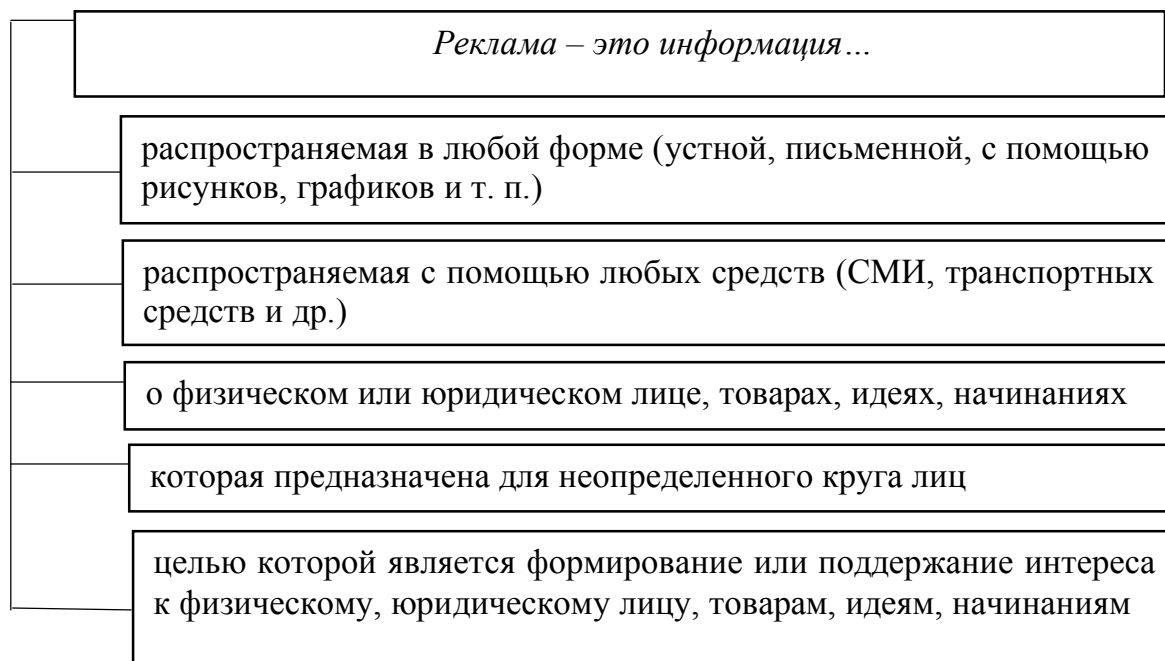 Реклама – это информация…
распространяемая в любой форме (устной, письменной, с помощью
рисунков, графиков и т. п.)
распространяемая с помощью любых средств (СМИ, транспортных
средств и др.)
о физическом или юридическом лице, товарах, идеях, начинаниях
которая предназначена для неопределенного круга лиц
целью которой является формирование или поддержание интереса
к физическому, юридическому лицу, товарам, идеям, начинаниям